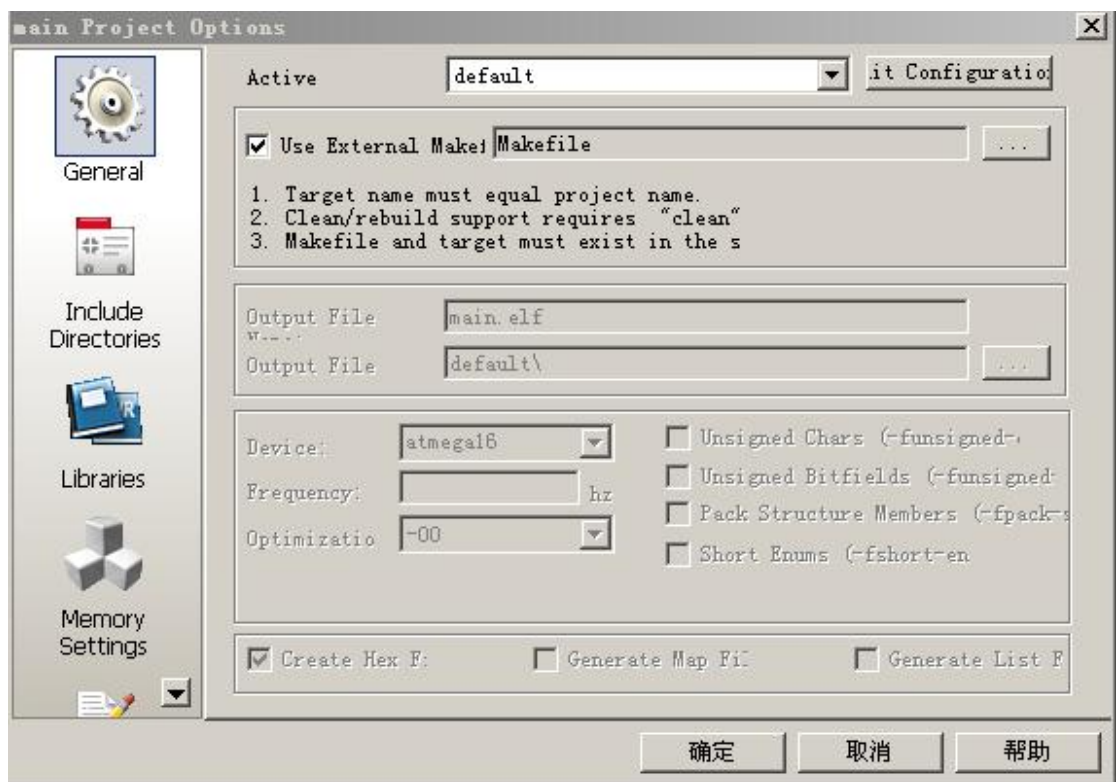 main Project Options
General
Include
Directories
Libraries
Memory
Settings
Active
default
it Configuratio
Use External Makef
Makefile
...
1. Target name must equal project name.
2. Clean/rebuild support requires "clean"
3. Makefile and target must exist in the s
Output File
main.elf
Output File
default\
...
Device:
atmega16
Frequency:
hz
Optimizatio
-O0
Unsigned Chars (-funsigned-
Unsigned Bitfields (-funsigned-
Pack Structure Members (-fpack-s
Short Enums (-fshort-en
Create Hex F
Generate Map Fi
Generate List F
确定
取消
帮助